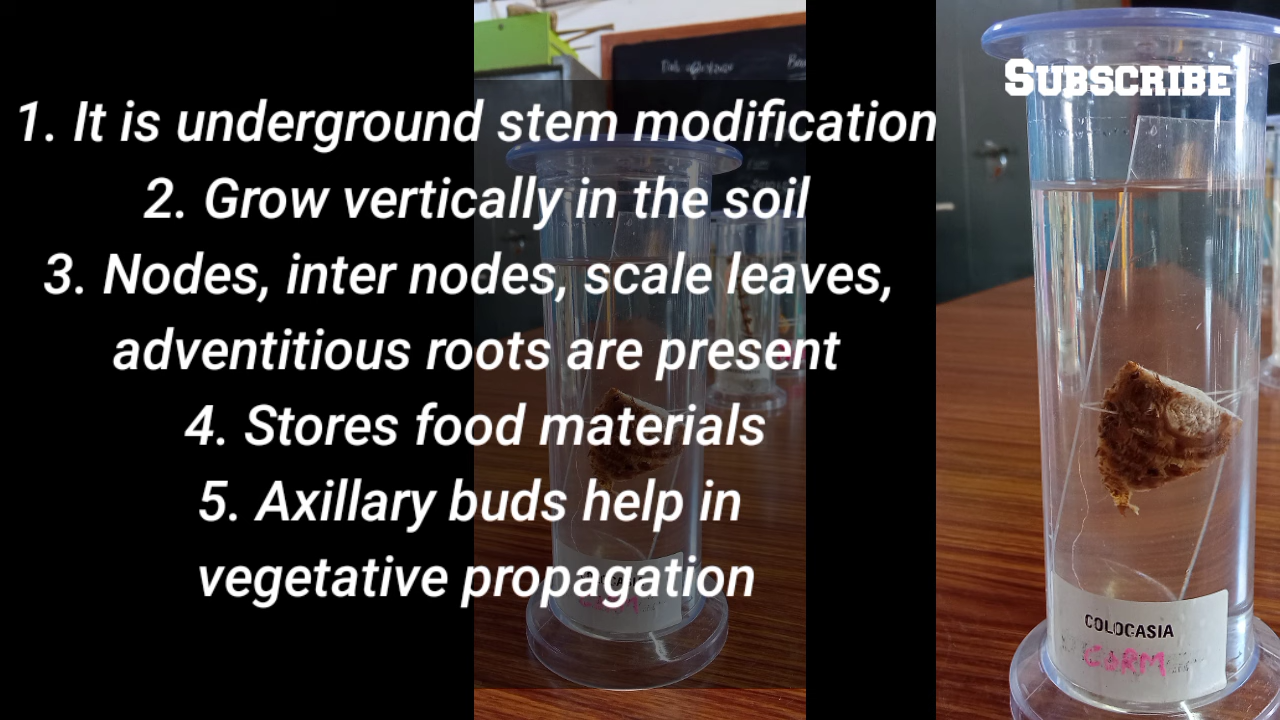 SUBSCRIBE
1. It is underground stem modification
2. Grow vertically in the soil
3. Nodes, inter nodes, scale leaves,
adventitious roots are present
4. Stores food materials
5. Axillary buds help in
vegetative propagation
COLOCASIA
CORM